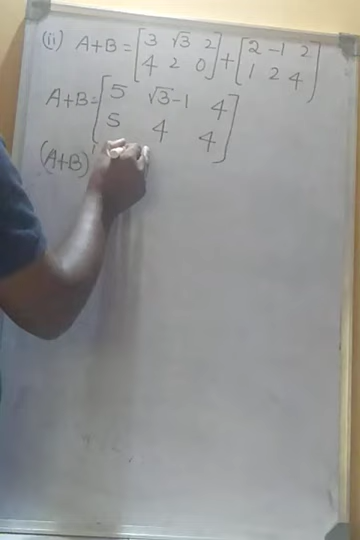 (ii) A+B = [3 √3 2 + [2 -1 2
4 2 0] 1 2 4]
A+B = [5 √3-1 4
5 4 4]
(A+B)'